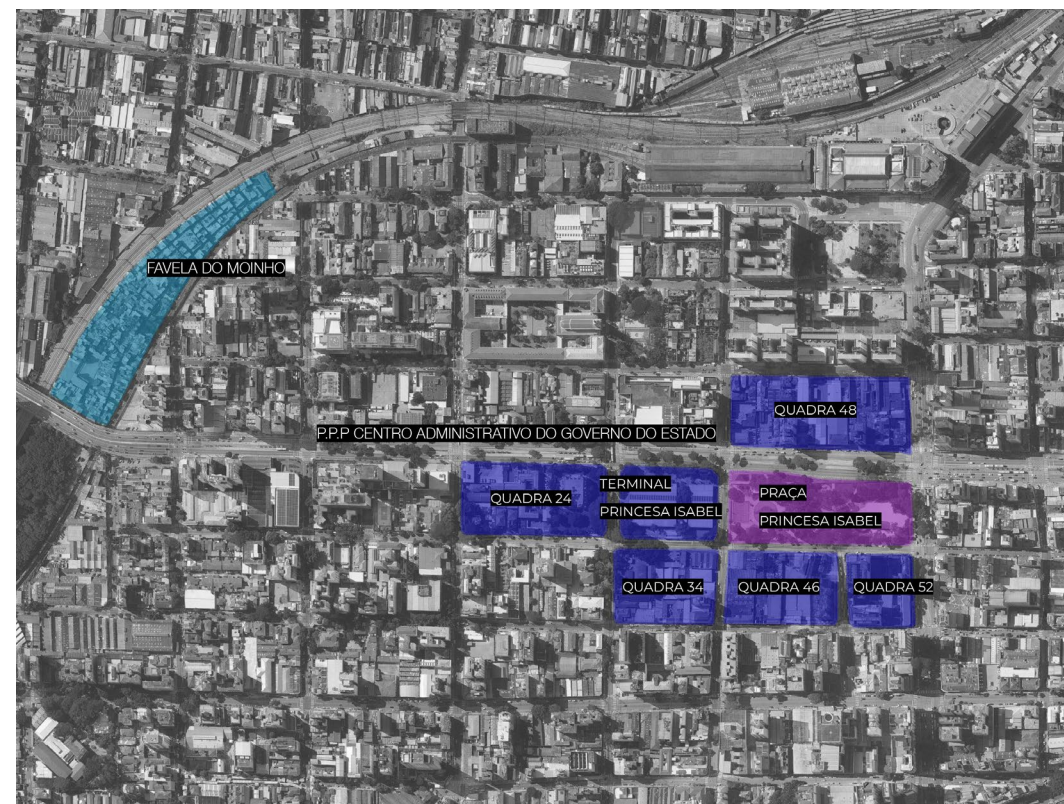 FAVELA DO MOINHO
QUADRA 48
P.P.P CENTRO ADMINISTRATIVO DO GOVERNO DO ESTADO
QUADRA 24
TERMINAL
PRINCESA ISABEL
PRAÇA
PRINCESA ISABEL
QUADRA 34
QUADRA 46
QUADRA 52